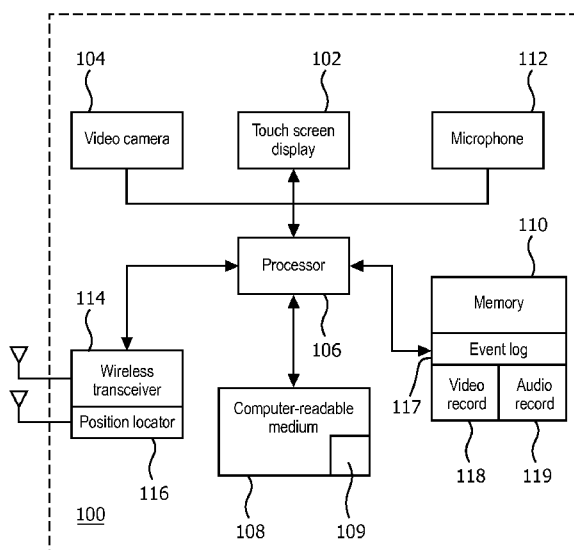 104
102
112
Video camera
Touch screen
display
Microphone
Processor
110
114
106
Memory
Wireless
transceiver
Event log
Position locator
Computer-readable
medium
117
Video
record
Audio
record
116
118
119
100
108
109